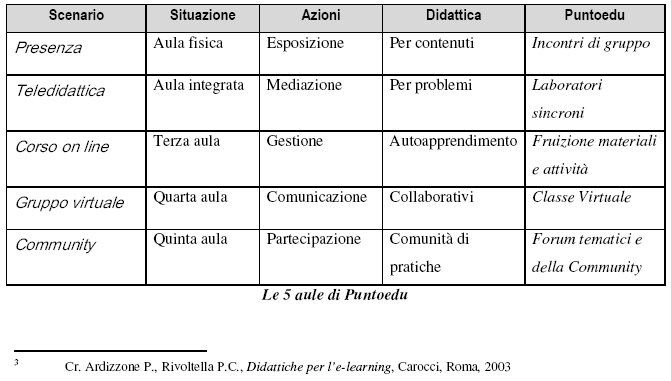 Scenario Situazione Azioni Didattica Puntoedu
Presenza Aula fisica Esposizione Per contenuti Incontri di gruppo
Teledidattica Aula integrata Mediazione Per problemi Laboratori
sincroni
Corso on line Terza aula Gestione Autoapprendimento Fruizione materiali
e attività
Gruppo virtuale Quarta aula Comunicazione Collaborativi Classe Virtuale
Community Quinta aula Partecipazione Comunità di Forum tematici e
pratiche della Community
Le 5 aule di Puntoedu
3 Cr. Ardizzone P., Rivoltella P.C., Didattiche per l'e-learning, Carocci, Roma, 2003